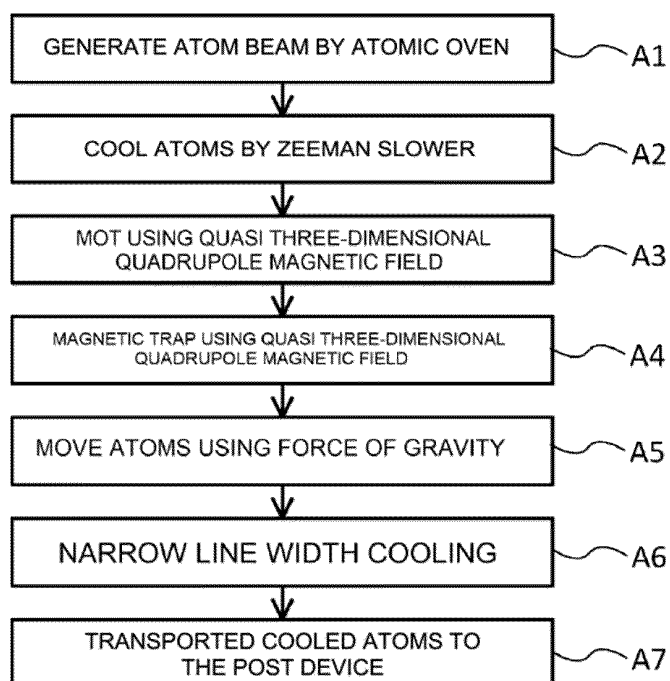 GENERATE ATOM BEAM BY ATOMIC OVEN
A1
COOL ATOMS BY ZEEMAN SLOWER
A2
MOT USING QUASI THREE-DIMENSIONAL
QUADRUPOLE MAGNETIC FIELD
A3
MAGNETIC TRAP USING QUASI THREE-DIMENSIONAL
QUADRUPOLE MAGNETIC FIELD
A4
MOVE ATOMS USING FORCE OF GRAVITY
A5
NARROW LINE WIDTH COOLING
A6
TRANSPORTED COOLED ATOMS TO
THE POST DEVICE
A7